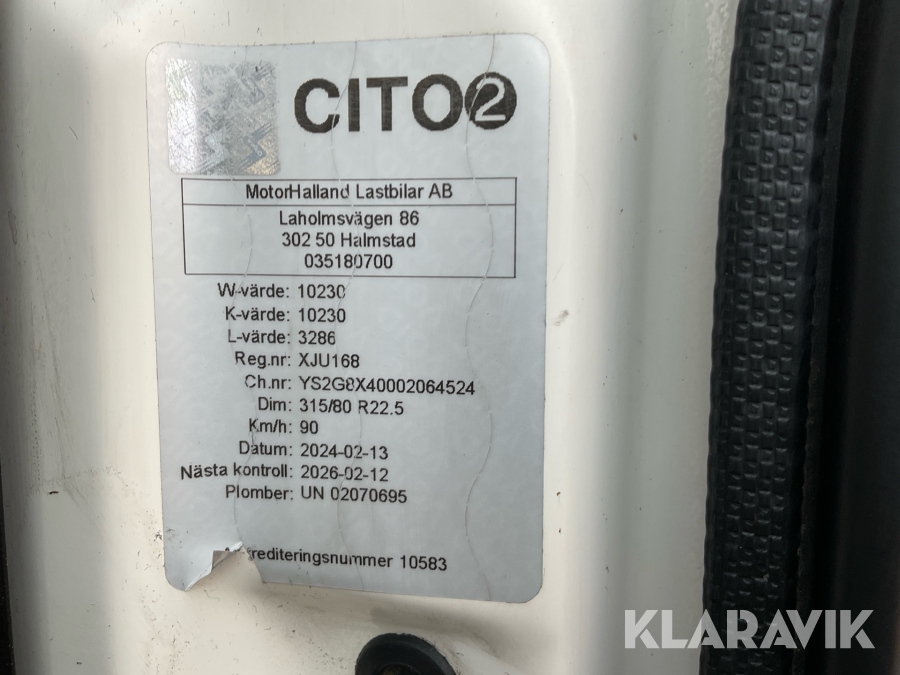 CITO2
MotorHalland Lastbilar AB
Laholmsvägen 86
302 50 Halmstad
035180700
W-värde: 10230
K-värde: 10230
L-värde: 3286
Reg.nr: XJU168
Ch.nr: YS2G8X40002064524
Dim: 315/80 R22.5
Km/h: 90
Datum: 2024-02-13
Nästa kontroll: 2026-02-12
Plomber: UN 02070695
krediteringsnummer 10583
KLARAVIK